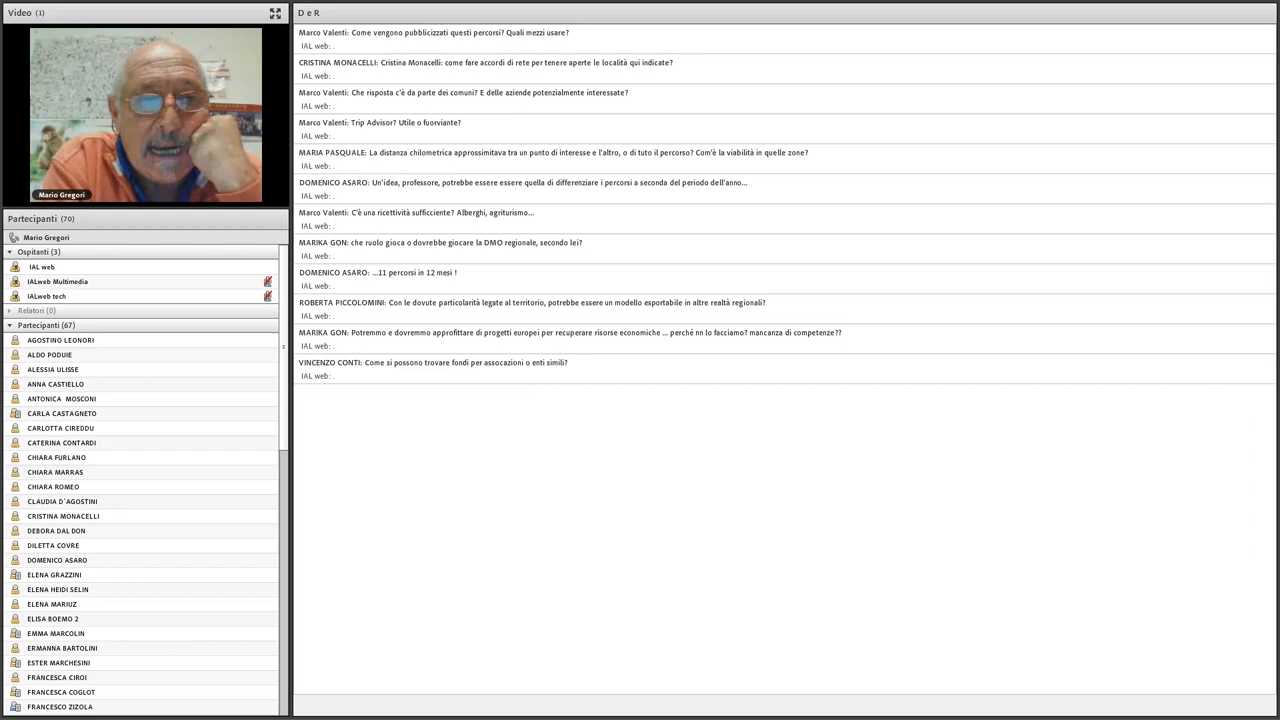 Video (1)
Mario Gregori
Partecipanti (70)
Mario Gregori
Ospitanti (3)
IAL web
IALweb Multimedia
IALweb tech
Relatori (0)
Partecipanti (67)
AGOSTINO LEONORI
ALDO PODUIE
ALESSIA ULISSE
ANNA CASTIELLO
ANTONICA MOSCONI
CARLA CASTAGNETO
CARLOTTA CIREDDU
CATERINA CONTARDI
CHIARA FURLANO
CHIARA MARRAS
CHIARA ROMEO
CLAUDIA D`AGOSTINI
CRISTINA MONACELLI
DEBORA DAL DON
DILETTA COVRE
DOMENICO ASARO
ELENA GRAZZINI
ELENA HEIDI SELIN
ELENA MARIUZ
ELISA BOEMO 2
EMMA MARCOLIN
ERMANNA BARTOLINI
ESTER MARCHESINI
FRANCESCA CIROI
FRANCESCA COGLOT
FRANCESCO ZIZOLA
D e R
Marco Valenti: Come vengono pubblicizzati questi percorsi? Quali mezzi usare?
IAL web: .
CRISTINA MONACELLI: Cristina Monacelli: come fare accordi di rete per tenere aperte le località qui indicate?
IAL web: .
Marco Valenti: Che risposta c'è da parte dei comuni? E delle aziende potenzialmente interessate?
IAL web: .
Marco Valenti: Trip Advisor? Utile o fuorviante?
IAL web: .
MARIA PASQUALE: La distanza chilometrica approssimitava tra un punto di interesse e l'altro, o di tuto il percorso? Com'è la viabilità in quelle zone?
IAL web: .
DOMENICO ASARO: Un'idea, professore, potrebbe essere essere quella di differenziare i percorsi a seconda del periodo dell'anno...
IAL web: .
Marco Valenti: C'è una ricettività sufficciente? Alberghi, agriturismo...
IAL web: .
MARIKA GON: che ruolo gioca o dovrebbe giocare la DMO regionale, secondo lei?
IAL web: .
DOMENICO ASARO: ...11 percorsi in 12 mesi !
IAL web: .
ROBERTA PICCOLOMINI: Con le dovute particolarità legate al territorio, potrebbe essere un modello esportabile in altre realtà regionali?
IAL web: .
MARIKA GON: Potremmo e dovremmo approfittare di progetti europei per recuperare risorse economiche ... perché nn lo facciamo? mancanza di competenze??
IAL web: .
VINCENZO CONTI: Come si possono trovare fondi per assocazioni o enti simili?
IAL web: .